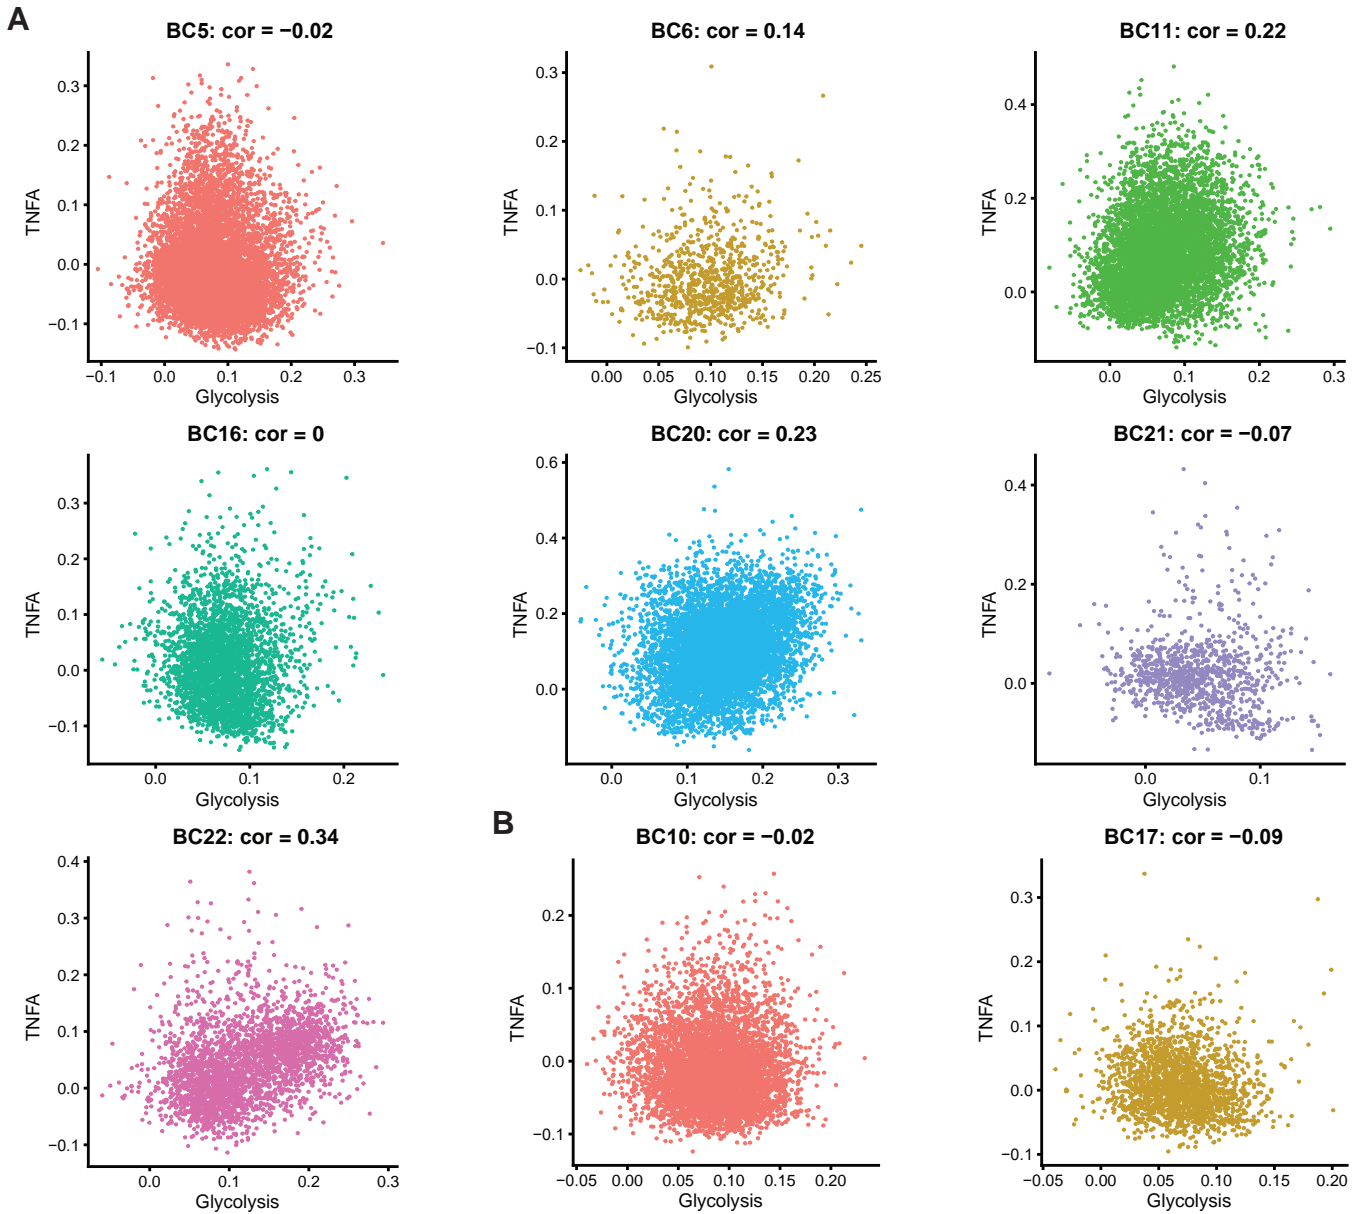 A
BC5: cor = −0.02
TNFA
0.3
0.2
0.1
0.0
−0.1
−0.1 0.0 0.1 0.2 0.3
Glycolysis
BC6: cor = 0.14
TNFA
0.3
0.2
0.1
0.0
−0.1
0.00 0.05 0.10 0.15 0.20 0.25
Glycolysis
BC11: cor = 0.22
TNFA
0.4
0.2
0.0
0.0 0.1 0.2 0.3
Glycolysis
BC16: cor = 0
TNFA
0.3
0.2
0.1
0.0
−0.1
0.0 0.1 0.2
Glycolysis
BC20: cor = 0.23
TNFA
0.6
0.4
0.2
0.0
0.0 0.1 0.2 0.3
Glycolysis
BC21: cor = −0.07
TNFA
0.4
0.2
0.0
0.0 0.1
Glycolysis
BC22: cor = 0.34
TNFA
0.4
0.3
0.2
0.1
0.0
−0.1
0.0 0.1 0.2 0.3
Glycolysis
B
BC10: cor = −0.02
TNFA
0.2
0.1
0.0
−0.1
−0.05 0.00 0.05 0.10 0.15 0.20
Glycolysis
BC17: cor = −0.09
TNFA
0.3
0.2
0.1
0.0
−0.1
−0.05 0.00 0.05 0.10 0.15 0.20
Glycolysis